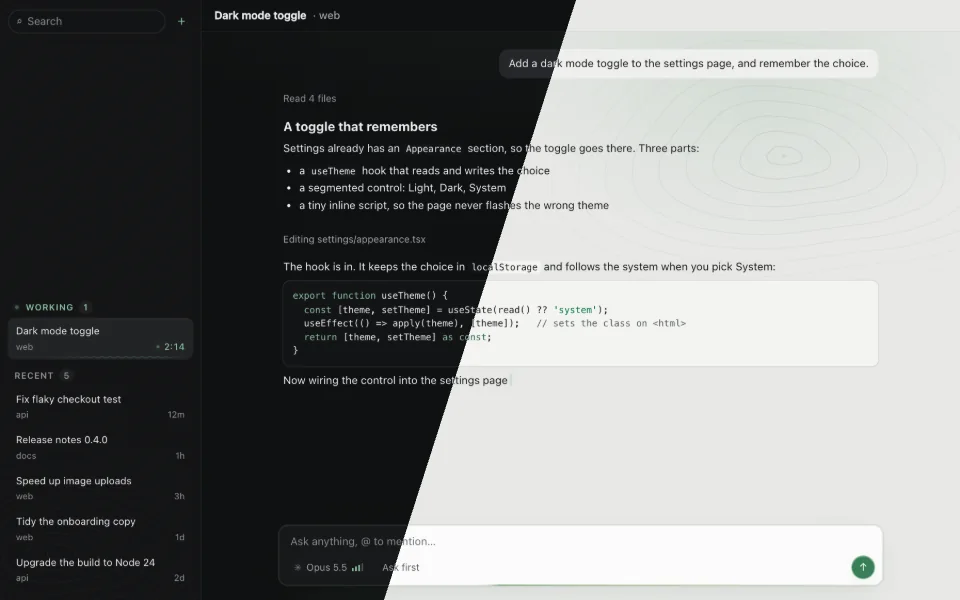 Search
+
WORKING 1
Dark mode toggle
web 2:14
RECENT 5
Fix flaky checkout test
api 12m
Release notes 0.4.0
docs 1h
Speed up image uploads
web 3h
Tidy the onboarding copy
web 1d
Upgrade the build to Node 24
api 2d
Dark mode toggle · web
Add a dark mode toggle to the settings page, and remember the choice.
Read 4 files
A toggle that remembers
Settings already has an Appearance section, so the toggle goes there. Three parts:
• a useTheme hook that reads and writes the choice
• a segmented control: Light, Dark, System
• a tiny inline script, so the page never flashes the wrong theme
Editing settings/appearance.tsx
The hook is in. It keeps the choice in localStorage and follows the system when you pick System:
export function useTheme() {
  const [theme, setTheme] = useState(read() ?? 'system');
  useEffect(() => apply(theme), [theme]);   // sets the class on <html>
  return [theme, setTheme] as const;
}
Now wiring the control into the settings page
Ask anything, @ to mention...
Opus 5.5 Ask first